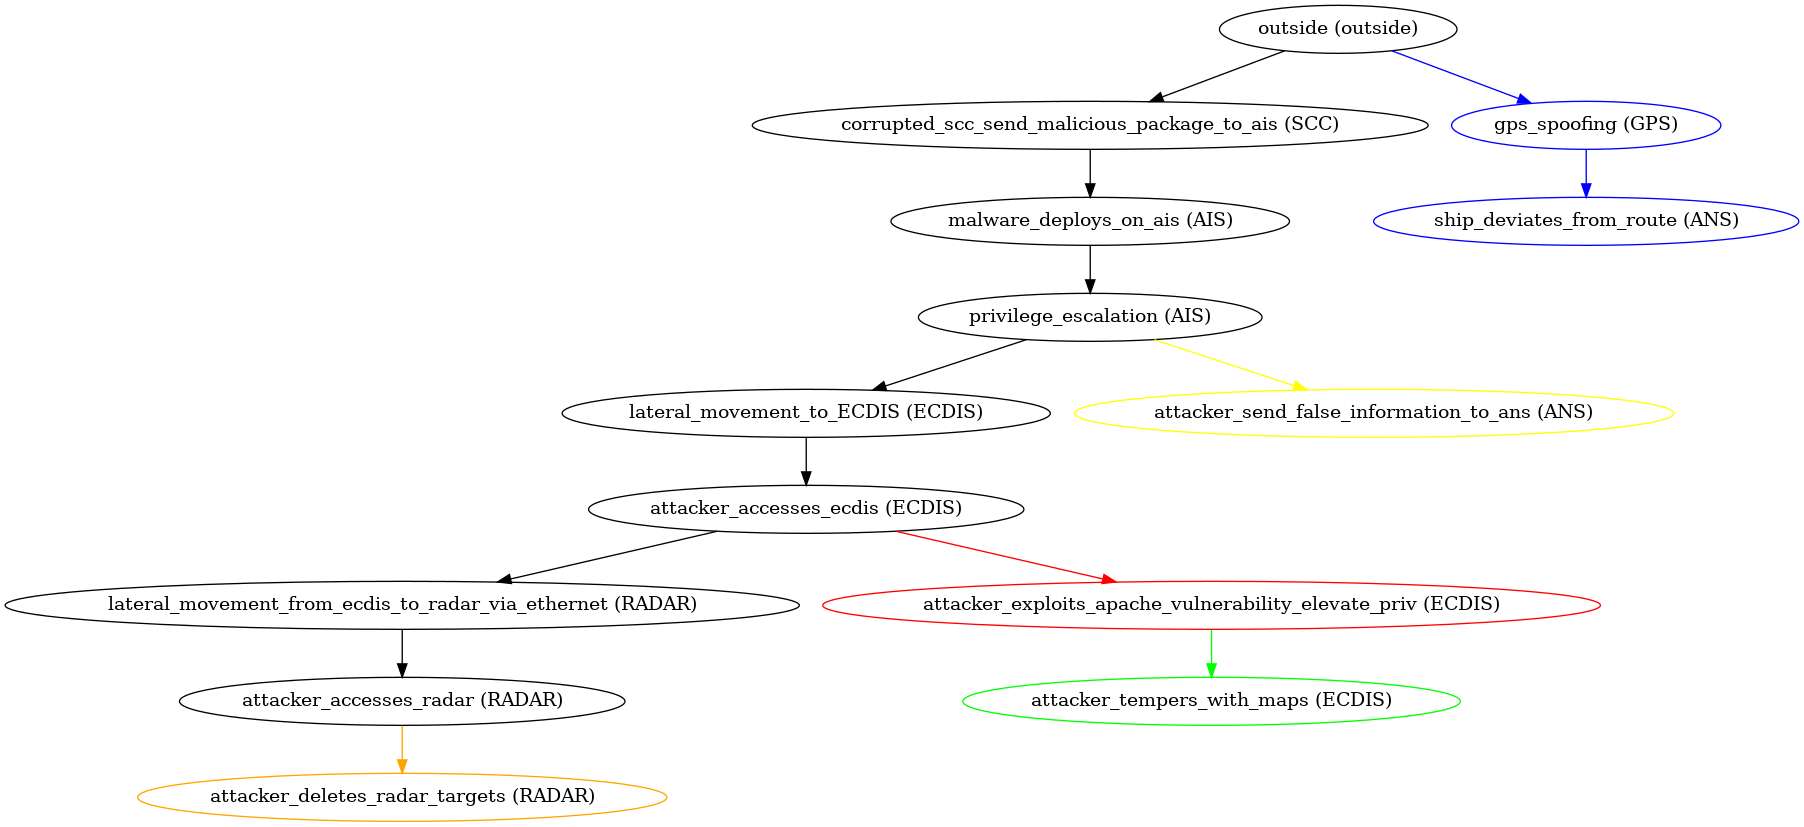 outside (outside)
corrupted_scc_send_malicious_package_to_ais (SCC)
gps_spoofing (GPS)
malware_deploys_on_ais (AIS)
ship_deviates_from_route (ANS)
privilege_escalation (AIS)
lateral_movement_to_ECDIS (ECDIS)
attacker_send_false_information_to_ans (ANS)
attacker_accesses_ecdis (ECDIS)
lateral_movement_from_ecdis_to_radar_via_ethernet (RADAR)
attacker_exploits_apache_vulnerability_elevate_priv (ECDIS)
attacker_accesses_radar (RADAR)
attacker_tempers_with_maps (ECDIS)
attacker_deletes_radar_targets (RADAR)